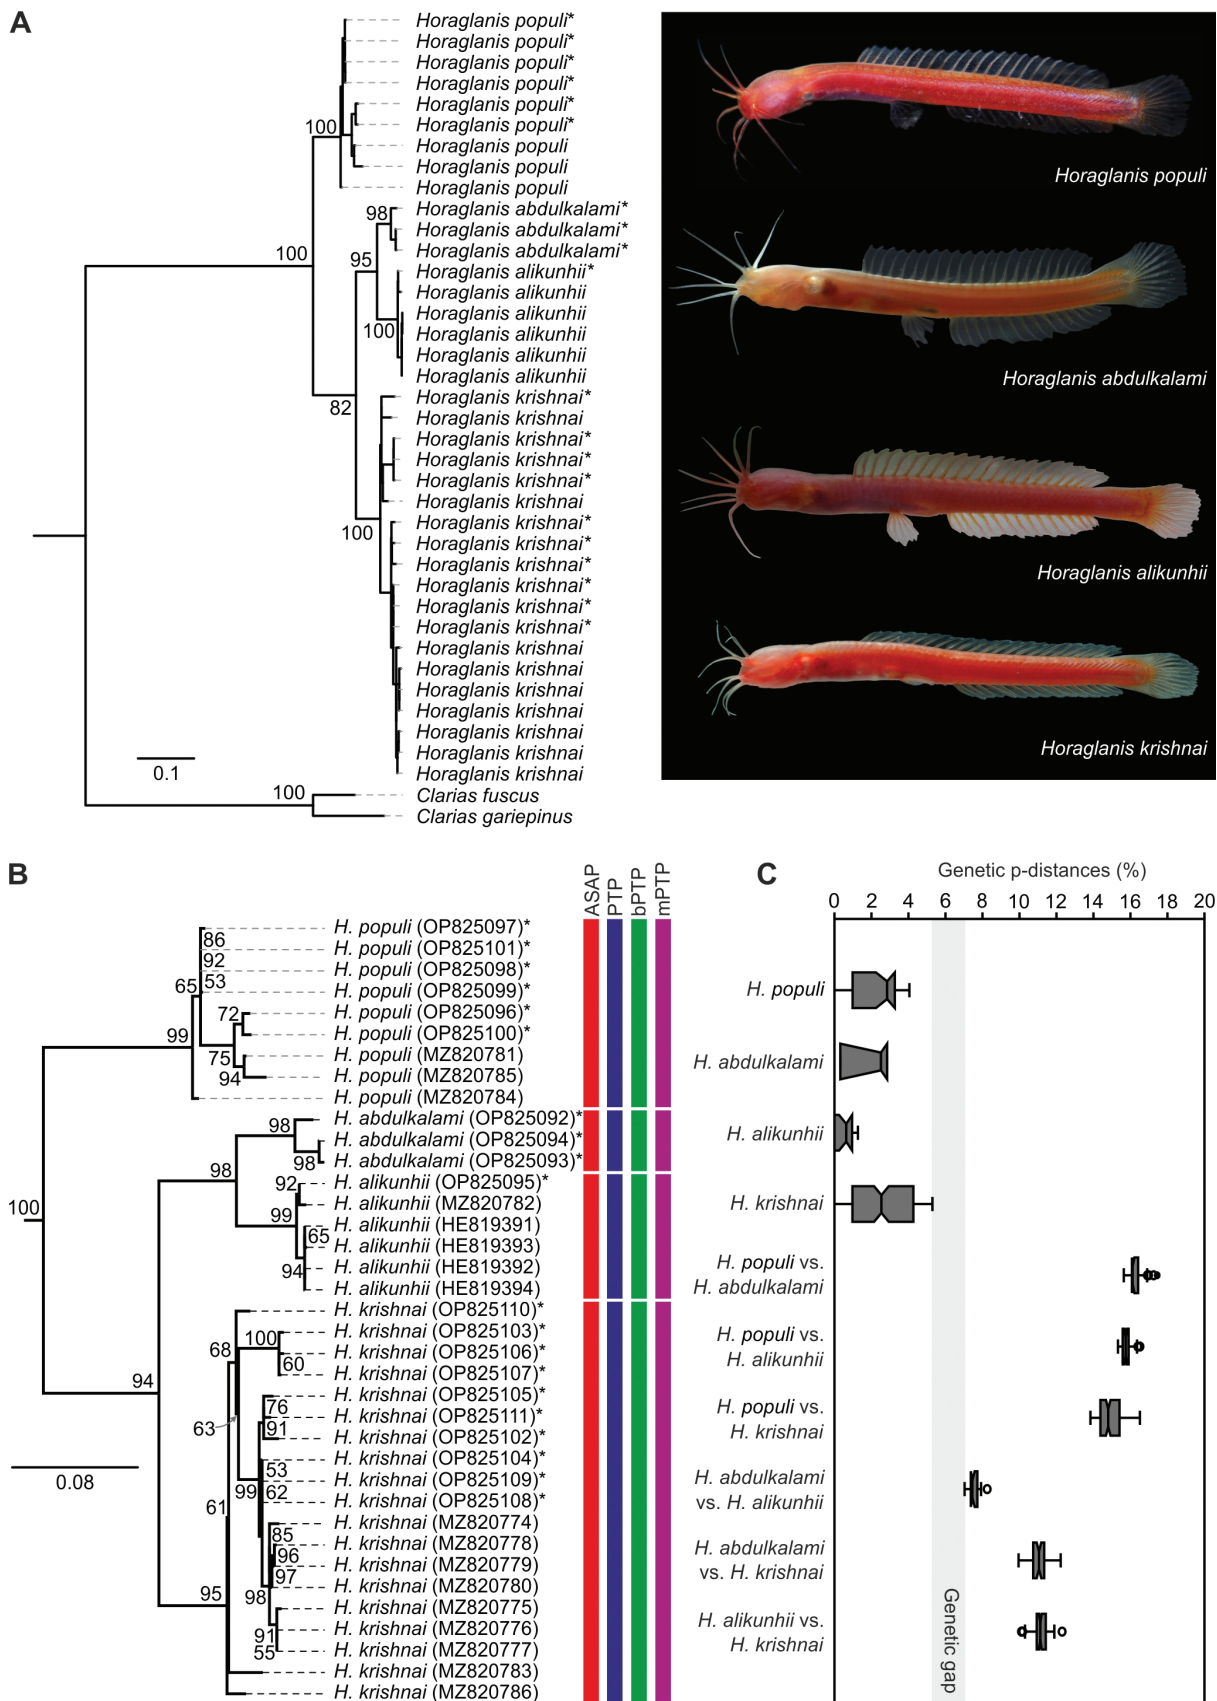 A
Horaglanis populi*
Horaglanis populi*
Horaglanis populi*
Horaglanis populi*
Horaglanis populi*
Horaglanis populi*
Horaglanis populi
Horaglanis populi
Horaglanis populi
Horaglanis abdulkalami*
Horaglanis abdulkalami*
Horaglanis abdulkalami*
Horaglanis alikunhii*
Horaglanis alikunhii
Horaglanis alikunhii
Horaglanis alikunhii
Horaglanis alikunhii
Horaglanis alikunhii
Horaglanis krishnai*
Horaglanis krishnai
Horaglanis krishnai*
Horaglanis krishnai*
Horaglanis krishnai*
Horaglanis krishnai
Horaglanis krishnai*
Horaglanis krishnai*
Horaglanis krishnai*
Horaglanis krishnai*
Horaglanis krishnai*
Horaglanis krishnai*
Horaglanis krishnai
Horaglanis krishnai
Horaglanis krishnai
Horaglanis krishnai
Horaglanis krishnai
Horaglanis krishnai
Horaglanis krishnai
Clarias fuscus
Clarias gariepinus
100
98
100
95
100
82
100
100
0.1
Horaglanis populi
Horaglanis abdulkalami
Horaglanis alikunhii
Horaglanis krishnai
B
ASAP
PTP
bPTP
mPTP
H. populi (OP825097)*
H. populi (OP825101)*
H. populi (OP825098)*
H. populi (OP825099)*
H. populi (OP825096)*
H. populi (OP825100)*
H. populi (MZ820781)
H. populi (MZ820785)
H. populi (MZ820784)
H. abdulkalami (OP825092)*
H. abdulkalami (OP825094)*
H. abdulkalami (OP825093)*
H. alikunhii (OP825095)*
H. alikunhii (MZ820782)
H. alikunhii (HE819391)
H. alikunhii (HE819393)
H. alikunhii (HE819392)
H. alikunhii (HE819394)
H. krishnai (OP825110)*
H. krishnai (OP825103)*
H. krishnai (OP825106)*
H. krishnai (OP825107)*
H. krishnai (OP825105)*
H. krishnai (OP825111)*
H. krishnai (OP825102)*
H. krishnai (OP825104)*
H. krishnai (OP825109)*
H. krishnai (OP825108)*
H. krishnai (MZ820774)
H. krishnai (MZ820778)
H. krishnai (MZ820779)
H. krishnai (MZ820780)
H. krishnai (MZ820775)
H. krishnai (MZ820776)
H. krishnai (MZ820777)
H. krishnai (MZ820783)
H. krishnai (MZ820786)
86
92
65
53
72
99
75
94
98
98
98
92
100
99
65
94
100
68
60
94
76
63
91
53
99
62
61
85
96
97
95
98
91
55
0.08
C
Genetic p-distances (%)
0 2 4 6 8 10 12 14 16 18 20
H. populi
H. abdulkalami
H. alikunhii
H. krishnai
H. populi vs.
H. abdulkalami
H. populi vs.
H. alikunhii
H. populi vs.
H. krishnai
H. abdulkalami
vs. H. alikunhii
H. abdulkalami
vs. H. krishnai
H. alikunhii vs.
H. krishnai
Genetic gap